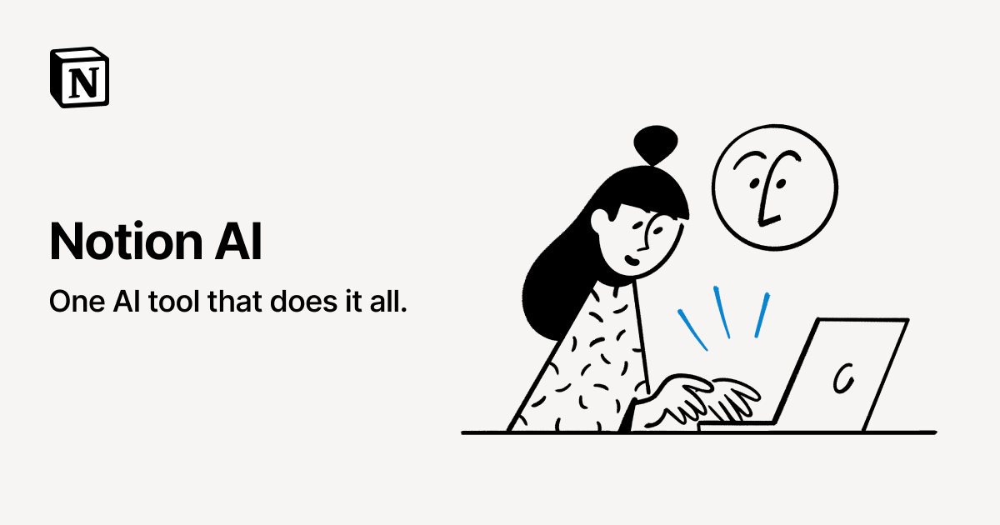 N
Notion AI
One AI tool that does it all.